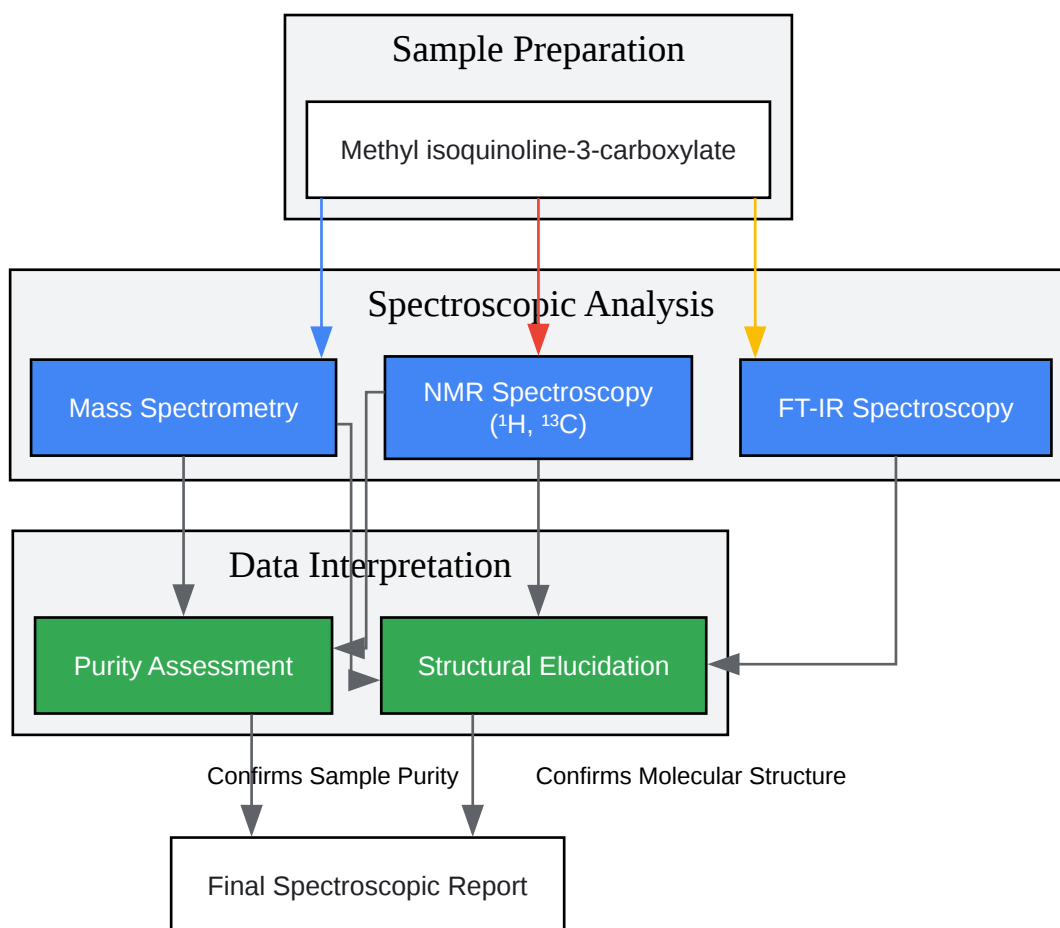 Sample Preparation
Methyl isoquinoline-3-carboxylate
Spectroscopic Analysis
Mass Spectrometry
NMR Spectroscopy
(¹H, ¹³C)
FT-IR Spectroscopy
Data Interpretation
Purity Assessment
Structural Elucidation
Confirms Sample Purity
Confirms Molecular Structure
Final Spectroscopic Report